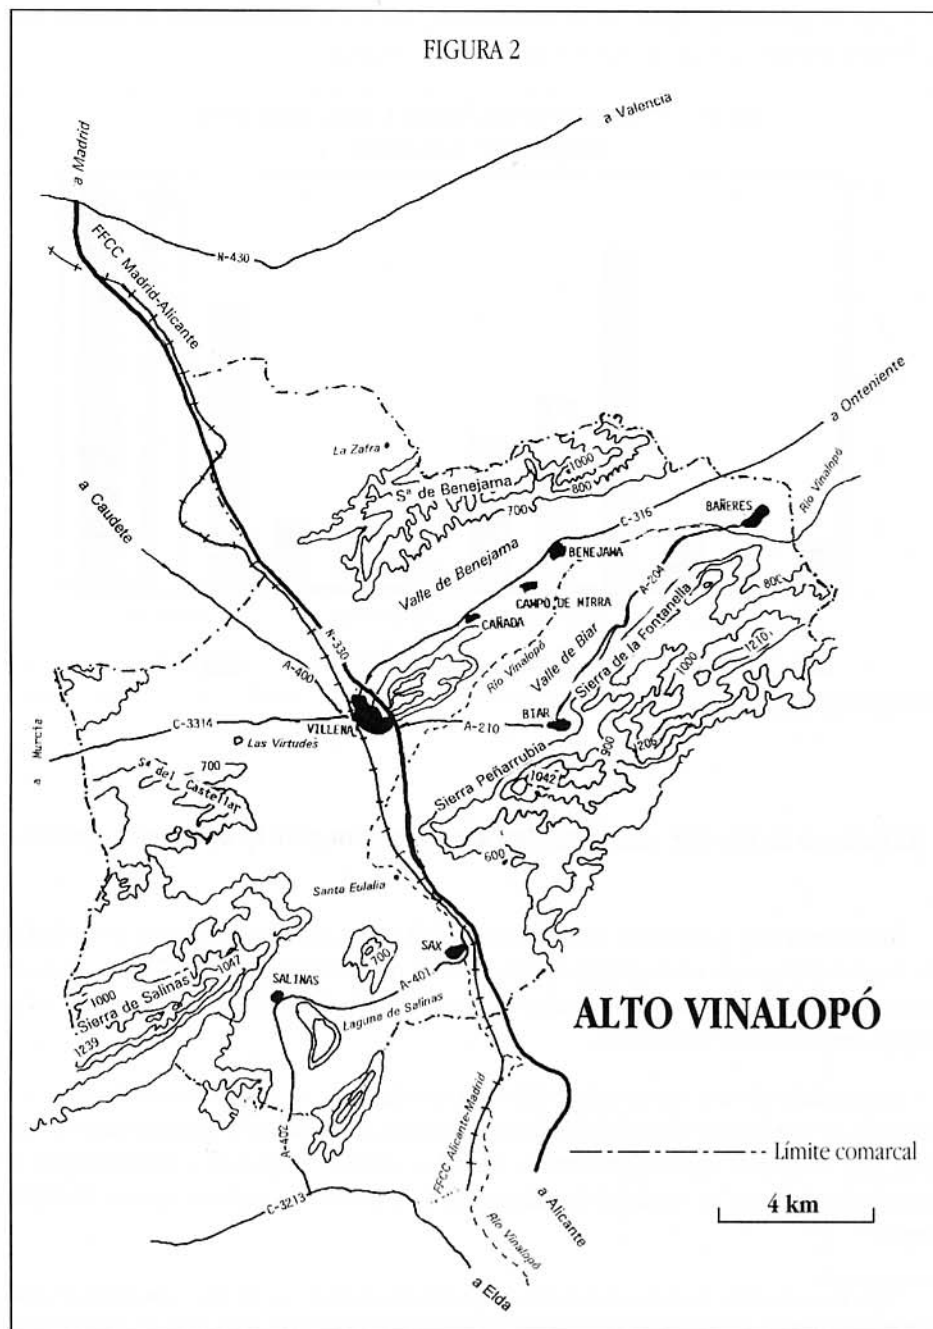 FIGURA 2
a Valencia
a Madrid
FFCC Madrid-Alicante
N-430
a Onteniente
La Zafra
1000
Sª de Benejama
800
700
Río Vinalopó
a Caudete
C-316
BAÑERES
Valle de Benejama
BENEJAMA
A-204
800
CAMPO DE MIRRA
CAÑADA
Sierra de la Fontanella
N-330
Río Vinalopó
Valle de Biar
1210
1000
A-400
BIAR
C-3314
VILLENA
A-210
900
1206
a Murcia
Las Virtudes
Sierra Peñarrubia
700
Sª del Castellar
1042
600
Santa Eulalia
SAX
700
1047
SALINAS
A-401
1000
Sierra de Salinas
Laguna de Salinas
ALTO VINALOPÓ
1239
FFCC Alicante-Madrid
A-402
Límite comarcal
C-3213
a Alicante
4 km
Río Vinalopó
a Elda